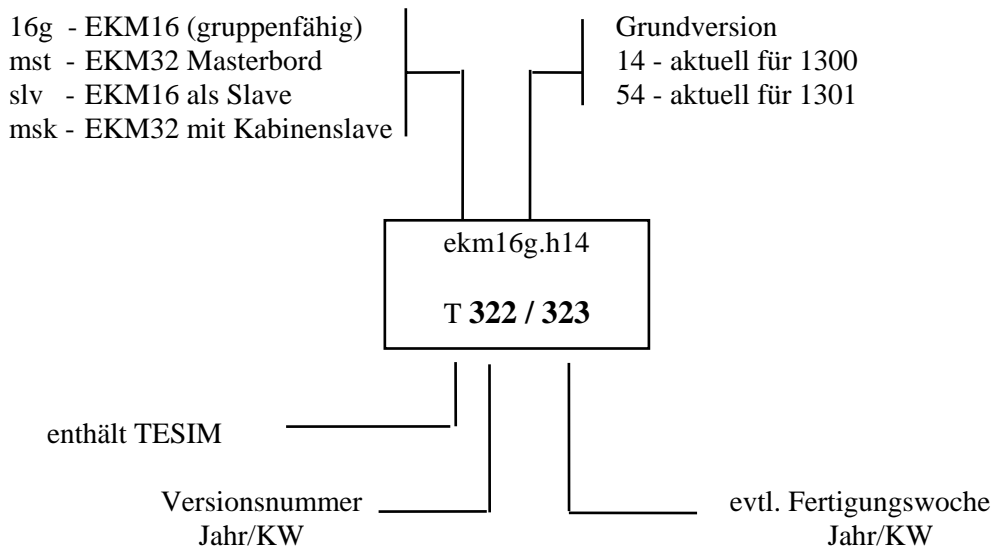 16g - EKM16 (gruppenfähig)
mst - EKM32 Masterbord
slv - EKM16 als Slave
msk - EKM32 mit Kabinenslave
Grundversion
14 - aktuell für 1300
54 - aktuell für 1301
ekm16g.h14
T 322 / 323
enthält TESIM
Versionsnummer
Jahr/KW
evtl. Fertigungswoche
Jahr/KW